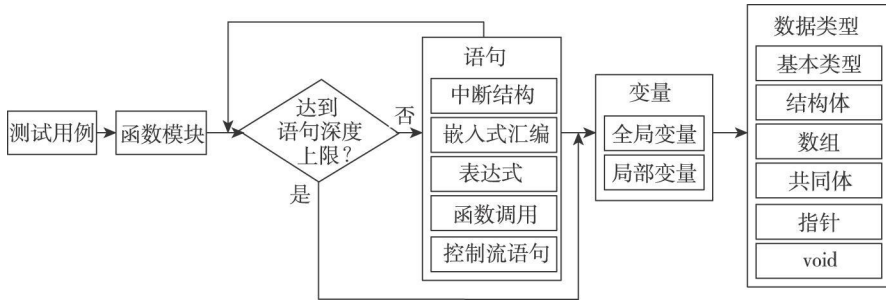 测试用例
函数模块
达到
语句深度
上限？
否
是
语句
中断结构
嵌入式汇编
表达式
函数调用
控制流语句
变量
全局变量
局部变量
数据类型
基本类型
结构体
数组
共同体
指针
void